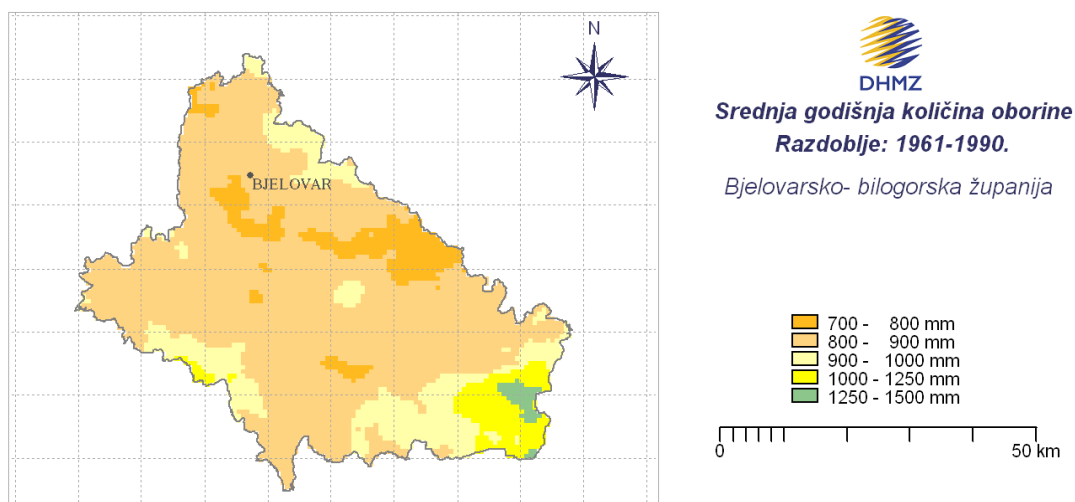 N
BJELOVAR
DHMZ
Srednja godišnja količina oborine
Razdoblje: 1961-1990.
Bjelovarsko- bilogorska županija
700 - 800 mm
800 - 900 mm
900 - 1000 mm
1000 - 1250 mm
1250 - 1500 mm
0 50 km